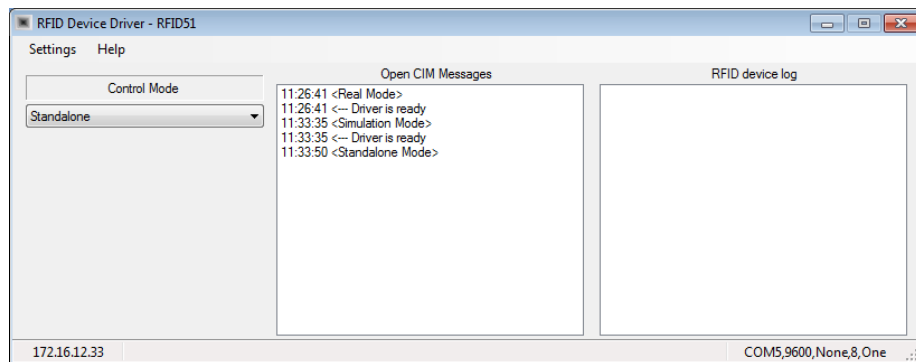 RFID Device Driver - RFID51
Settings Help
Control Mode
Standalone
Open CIM Messages
11:26:41 <Real Mode>
11:26:41 <--- Driver is ready
11:33:35 <Simulation Mode>
11:33:35 <--- Driver is ready
11:33:50 <Standalone Mode>
RFID device log
172.16.12.33
COM5,9600,None,8,One